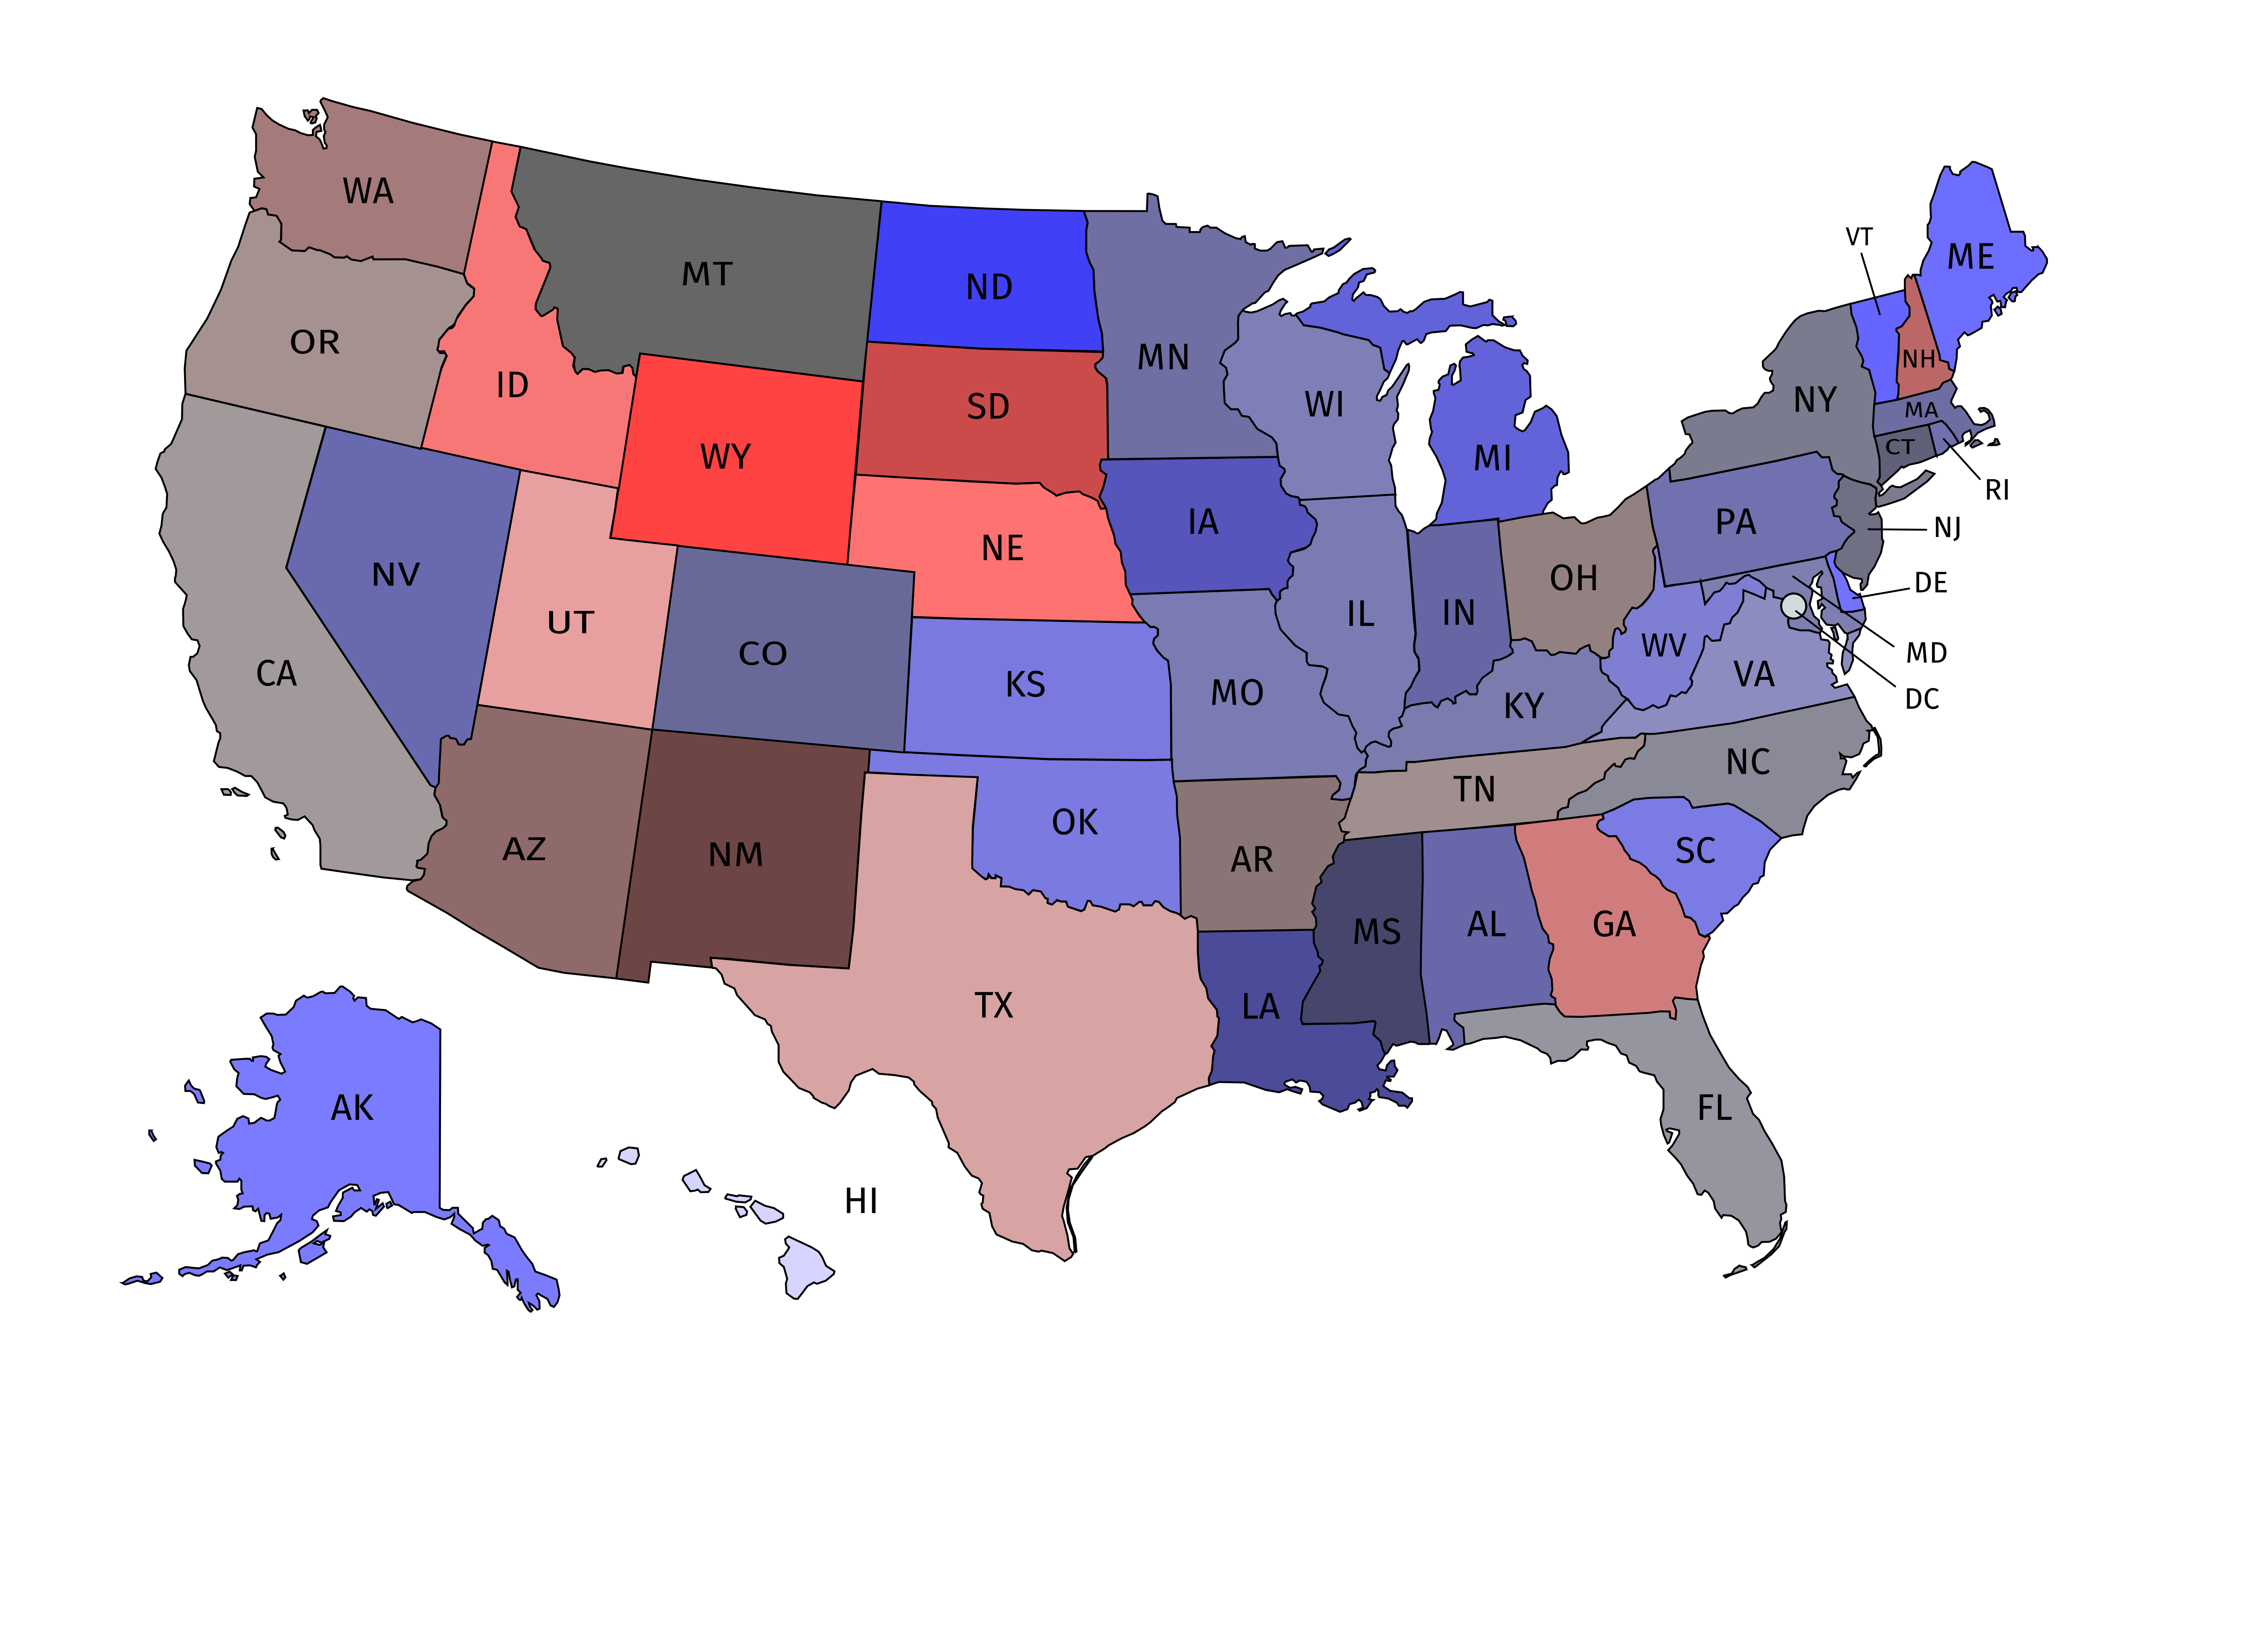 WA
MT
ND
VT
ME
MN
OR
NH
ID
SD
WI
NY
MA
WY
MI
CT
RI
IA
PA
NJ
NE
NV
OH
DE
UT
IL
IN
CO
WV
MD
CA
KS
VA
DC
MO
KY
NC
TN
OK
AZ
NM
AR
SC
MS
AL
GA
TX
LA
AK
FL
HI